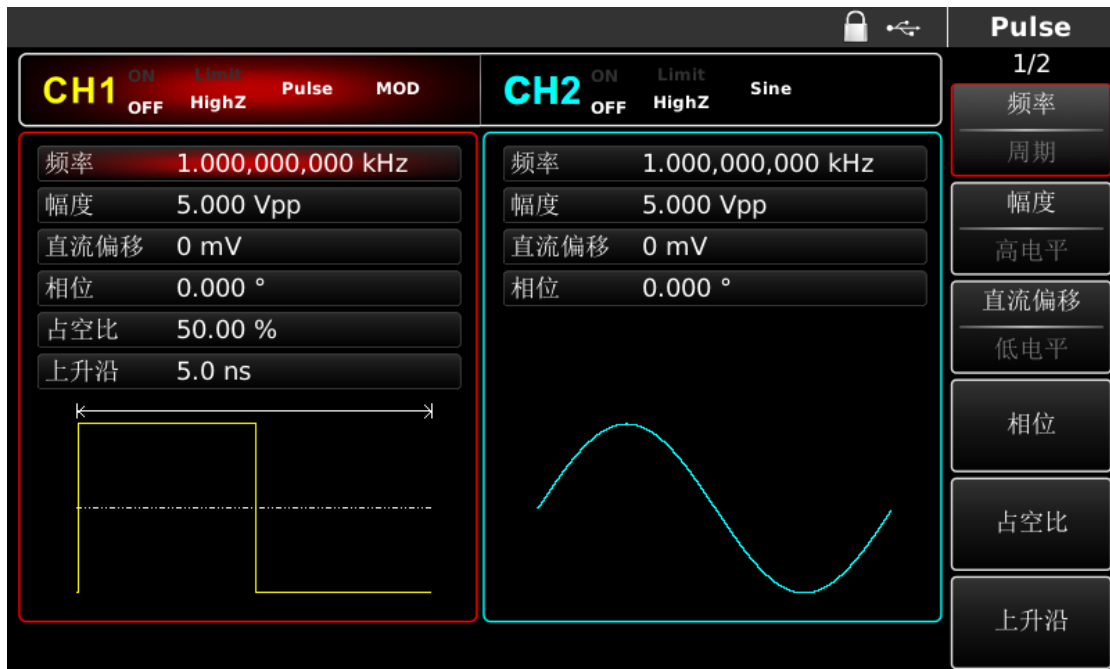 Pulse
1/2
CH1 ON OFF Limit HighZ Pulse MOD
CH2 ON OFF Limit HighZ Sine
频率 1.000,000,000 kHz
幅度 5.000 Vpp
直流偏移 0 mV
相位 0.000 °
占空比 50.00 %
上升沿 5.0 ns
频率 1.000,000,000 kHz
幅度 5.000 Vpp
直流偏移 0 mV
相位 0.000 °
频率
周期
幅度
高电平
直流偏移
低电平
相位
占空比
上升沿